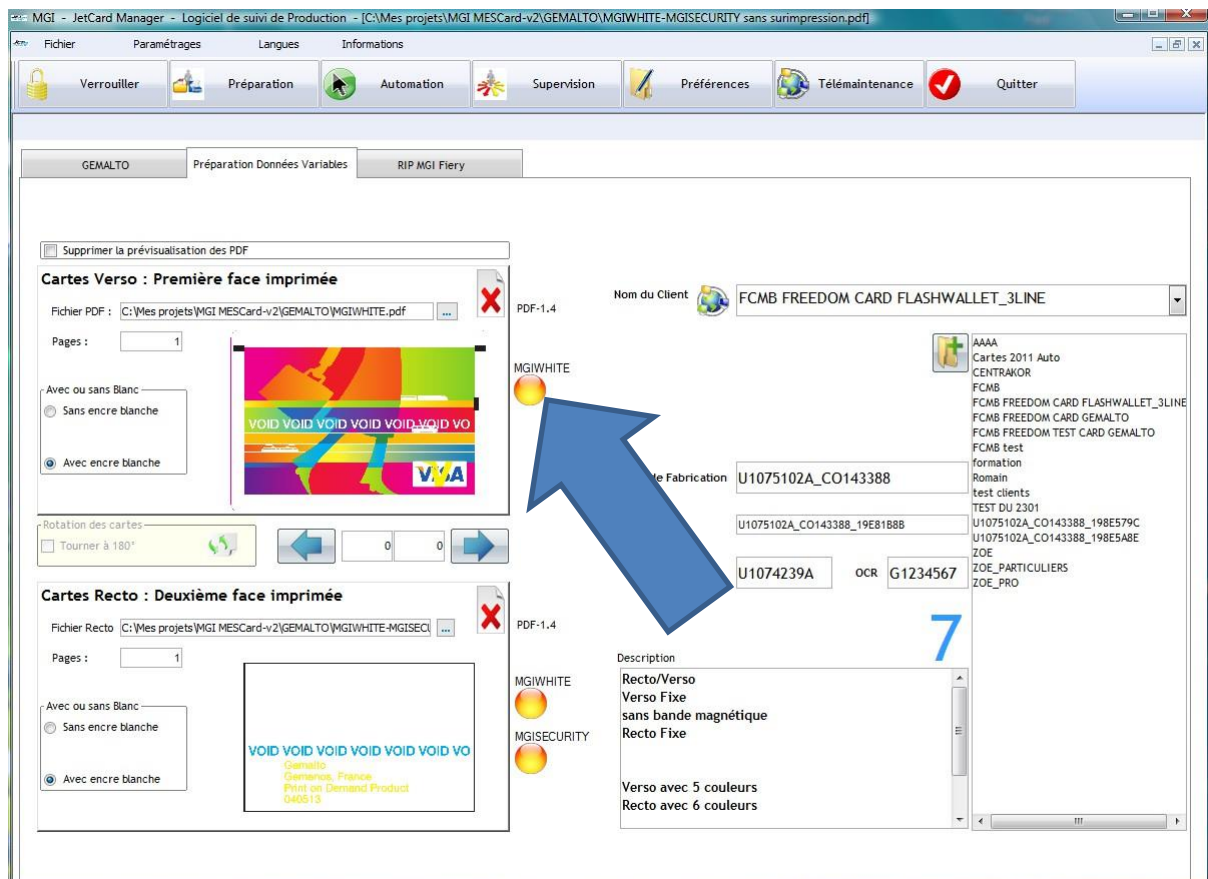 MGI - JetCard Manager - Logiciel de suivi de Production - [C:\Mes projets\MGI MESCard-v2\GEMALTO\MGIWHITE-MGISECURITY sans surimpression.pdf]
Fichier Paramétrages Langues Informations
Verrouiller Préparation Automation Supervision Préférences Télémaintenance Quitter
GEMALTO Préparation Données Variables RIP MGI Fiery
Supprimer la prévisualisation des PDF
Cartes Verso : Première face imprimée
Fichier PDF : C:\Mes projets\MGI MESCard-v2\GEMALTO\MGIWHITE.pdf ... PDF-1.4
Pages : 1
MGIWHITE
Avec ou sans Blanc
Sans encre blanche
Avec encre blanche
VOID VOID VOID VOID VOID VOID VO
VISA
Rotation des cartes
Tourner à 180°
0 0
Cartes Recto : Deuxième face imprimée
Fichier Recto C:\Mes projets\MGI MESCard-v2\GEMALTO\MGIWHITE-MGISEC ... PDF-1.4
Pages : 1
MGIWHITE
MGISECURITY
Avec ou sans Blanc
Sans encre blanche
Avec encre blanche
VOID VOID VOID VOID VOID VOID VO
Gemalto
Gemenos, France
Print on Demand Product
040513
Nom du Client FCMB FREEDOM CARD FLASHWALLET_3LINE
Fabrication U1075102A_CO143388
U1075102A_CO143388_19E81B8B
U1074239A OCR G1234567
7
Description
Recto/Verso
Verso Fixe
sans bande magnétique
Recto Fixe
Verso avec 5 couleurs
Recto avec 6 couleurs
AAAA
Cartes 2011 Auto
CENTRAKOR
FCMB
FCMB FREEDOM CARD FLASHWALLET_3LINE
FCMB FREEDOM CARD GEMALTO
FCMB FREEDOM TEST CARD GEMALTO
FCMB test
formation
Romain
test clients
TEST DU 2301
U1075102A_CO143388_198E579C
U1075102A_CO143388_198E5A8E
ZOE
ZOE_PARTICULIERS
ZOE_PRO